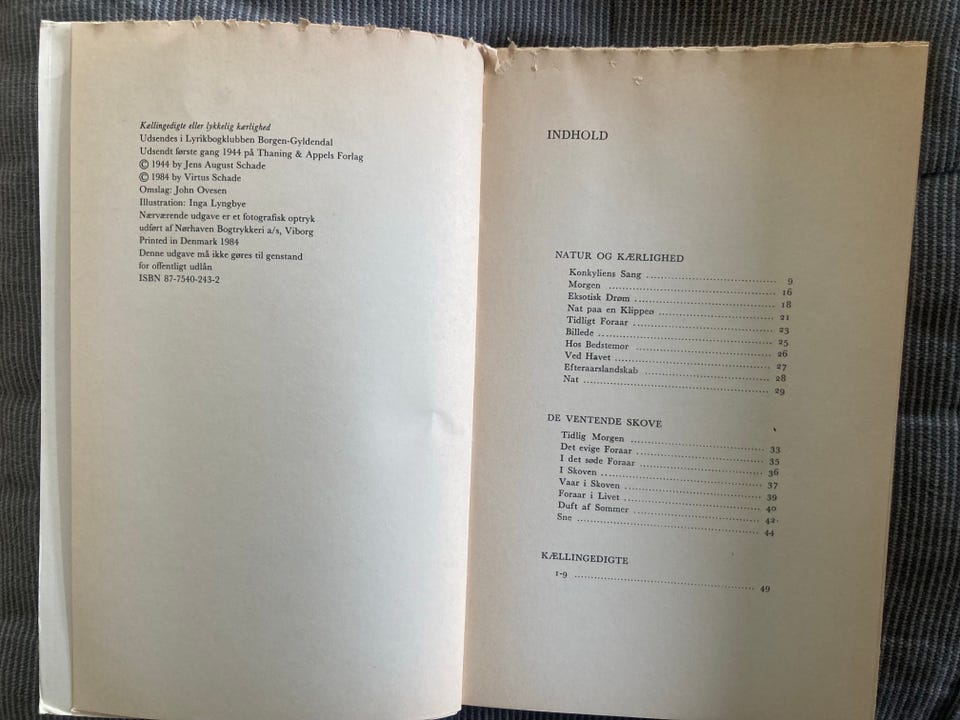 Kællingedigte eller lykkelig kærlighed
Udsendes i Lyrikbogklubben Borgen-Gyldendal
Udsendt første gang 1944 på Thaning & Appels Forlag
© 1944 by Jens August Schade
© 1984 by Virtus Schade
Omslag: John Ovesen
Illustration: Inga Lyngbye
Nærværende udgave er et fotografisk optryk
udført af Nørhaven Bogtrykkeri a/s, Viborg
Printed in Denmark 1984
Denne udgave må ikke gøres til genstand
for offentligt udlån
ISBN 87-7540-243-2
INDHOLD
NATUR OG KÆRLIGHED
Konkyliens Sang 9
Morgen 16
Eksotisk Drøm 18
Nat paa en Klippeø 21
Tidligt Foraar 23
Billede 25
Hos Bedstemor 26
Ved Havet 27
Efteraarslandskab 28
Nat 29
DE VENTENDE SKOVE
Tidlig Morgen 33
Det evige Foraar 35
I det søde Foraar 36
I Skoven 37
Vaar i Skoven 39
Foraar i Livet 40
Duft af Sommer 42
Sne 44
KÆLLINGEDIGTE
1-9 49